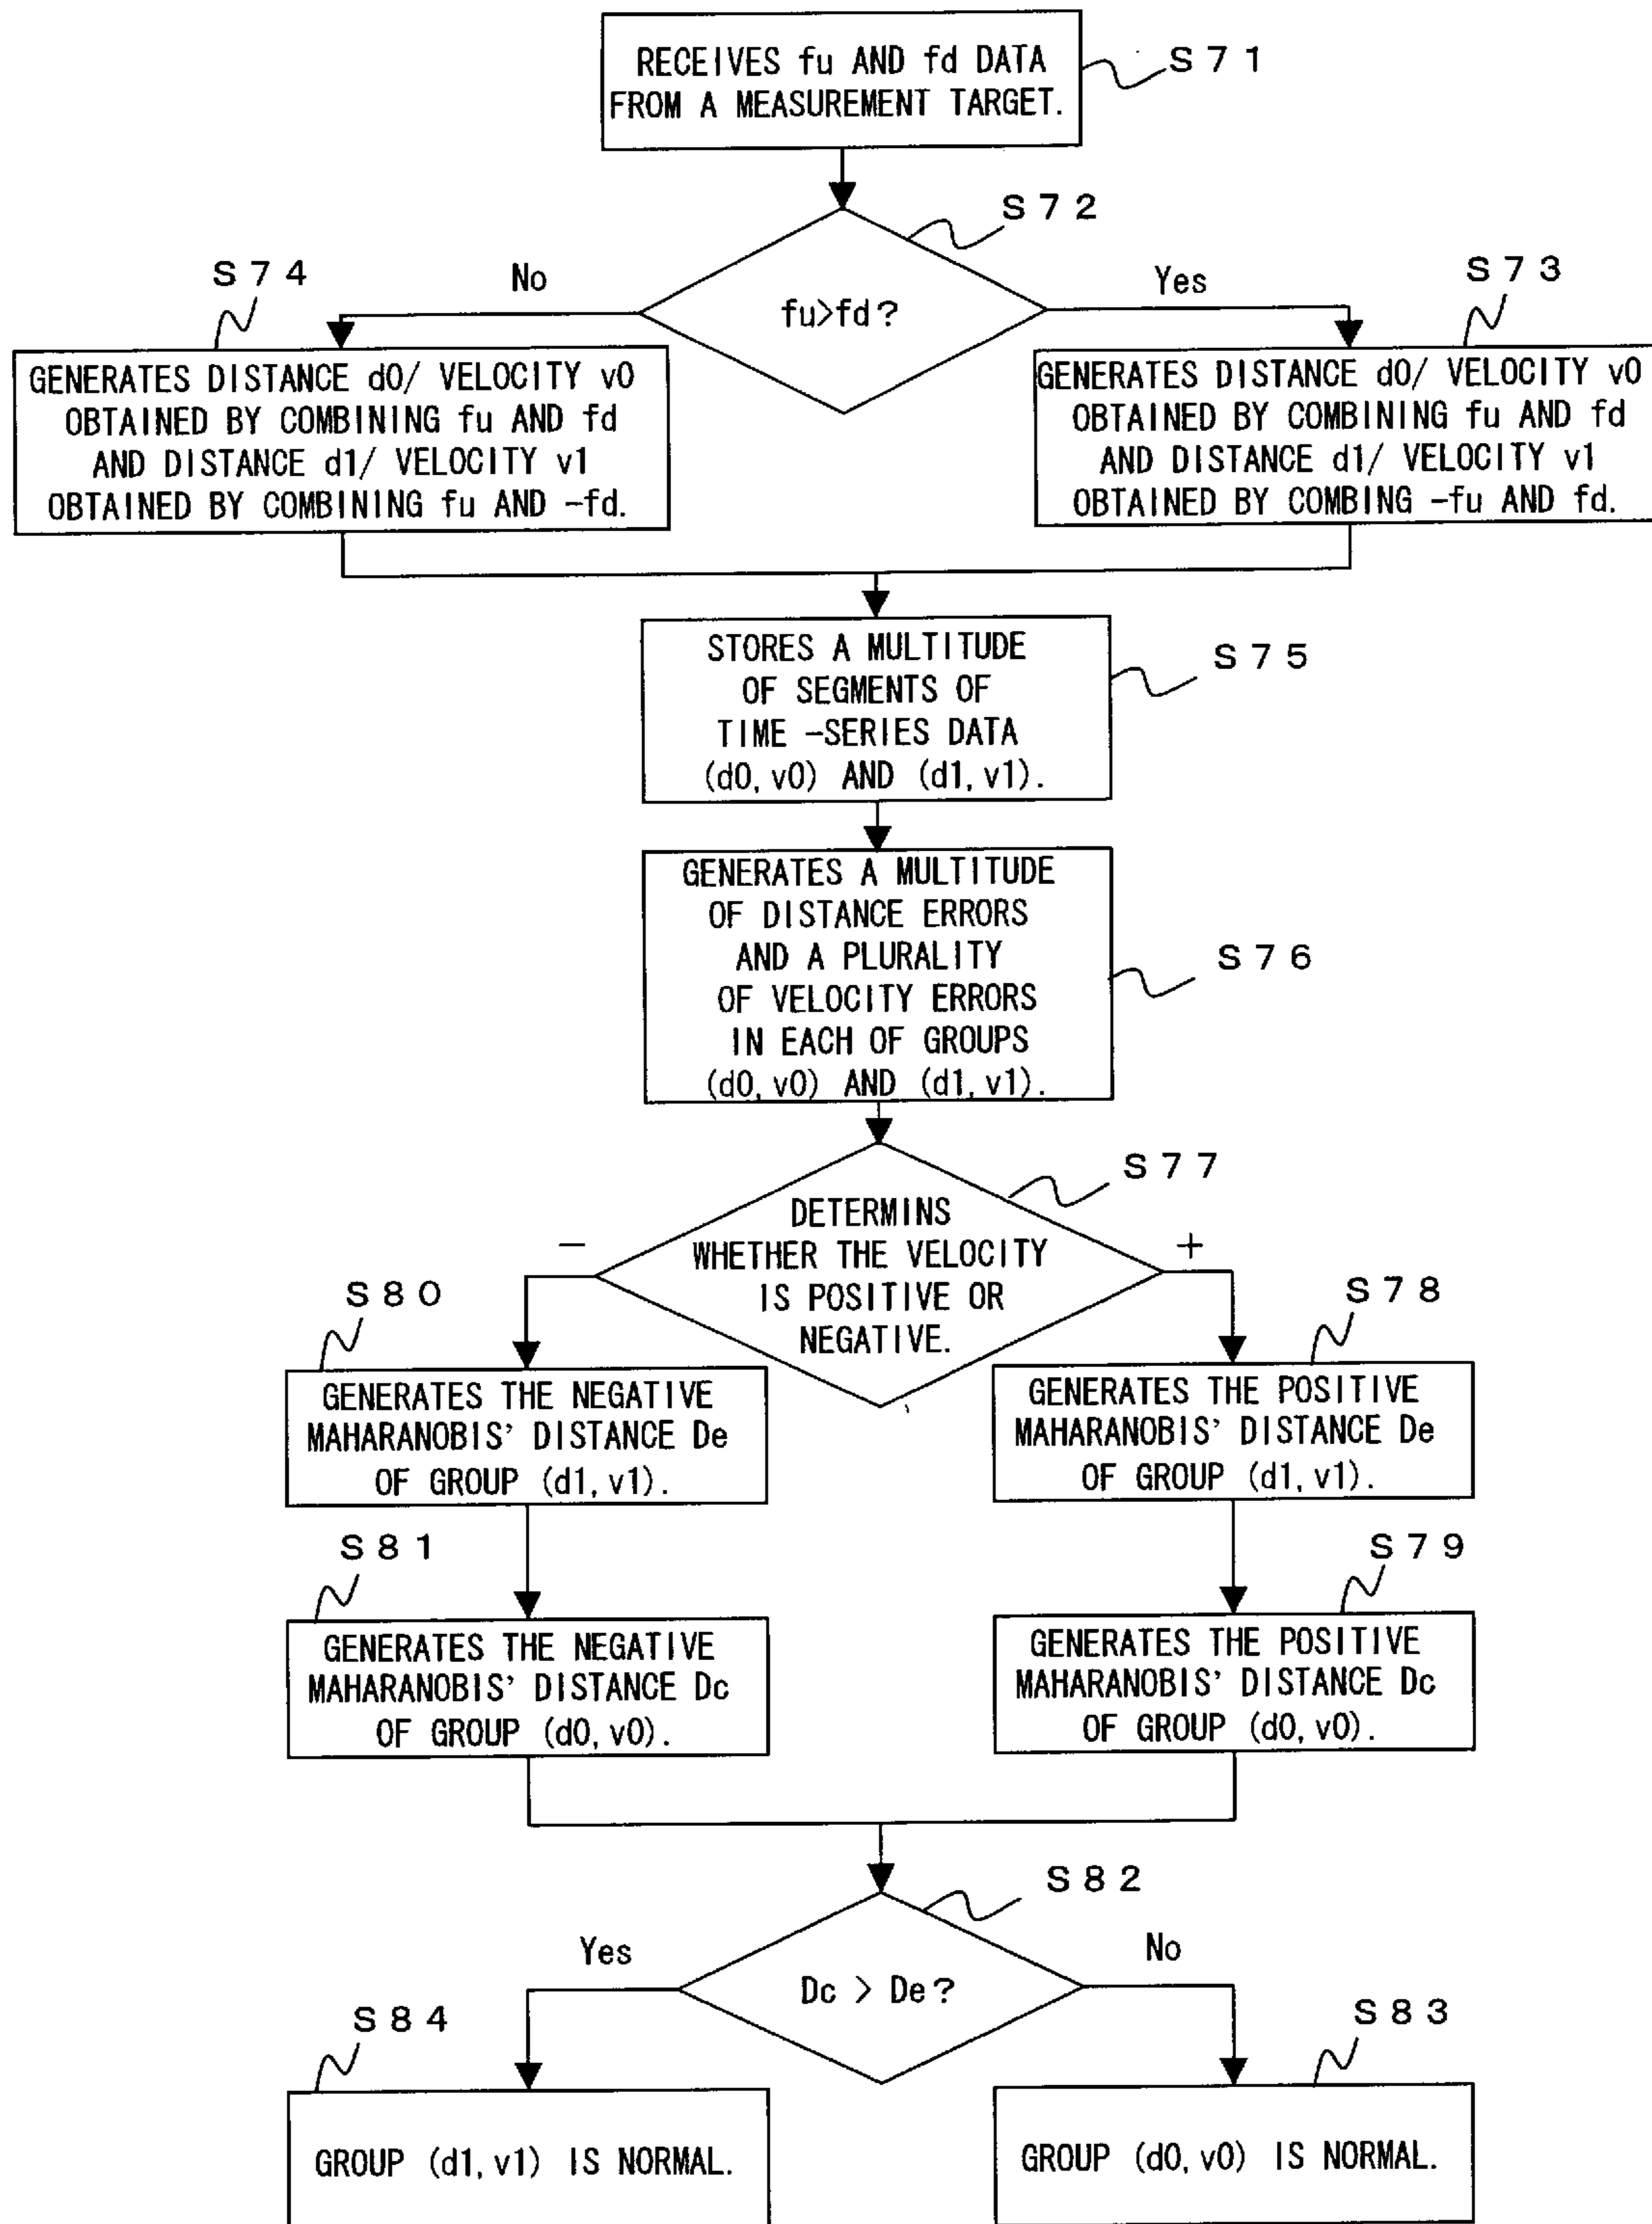 RECEIVES fu AND fd DATA
FROM A MEASUREMENT TARGET.
S71
S72
fu>fd?
No
Yes
S74
GENERATES DISTANCE d0/ VELOCITY v0
OBTAINED BY COMBINING fu AND fd
AND DISTANCE d1/ VELOCITY v1
OBTAINED BY COMBINING fu AND -fd.
S73
GENERATES DISTANCE d0/ VELOCITY v0
OBTAINED BY COMBINING fu AND fd
AND DISTANCE d1/ VELOCITY v1
OBTAINED BY COMBING -fu AND fd.
STORES A MULTITUDE
OF SEGMENTS OF
TIME -SERIES DATA
(d0, v0) AND (d1, v1).
S75
GENERATES A MULTITUDE
OF DISTANCE ERRORS
AND A PLURALITY
OF VELOCITY ERRORS
IN EACH OF GROUPS
(d0, v0) AND (d1, v1).
S76
S77
DETERMINS
WHETHER THE VELOCITY
IS POSITIVE OR
NEGATIVE.
−
+
S80
GENERATES THE NEGATIVE
MAHARANOBIS' DISTANCE De
OF GROUP (d1, v1).
S78
GENERATES THE POSITIVE
MAHARANOBIS' DISTANCE De
OF GROUP (d1, v1).
S81
GENERATES THE NEGATIVE
MAHARANOBIS' DISTANCE Dc
OF GROUP (d0, v0).
S79
GENERATES THE POSITIVE
MAHARANOBIS' DISTANCE Dc
OF GROUP (d0, v0).
S82
Dc > De?
Yes
No
S84
GROUP (d1, v1) IS NORMAL.
S83
GROUP (d0, v0) IS NORMAL.